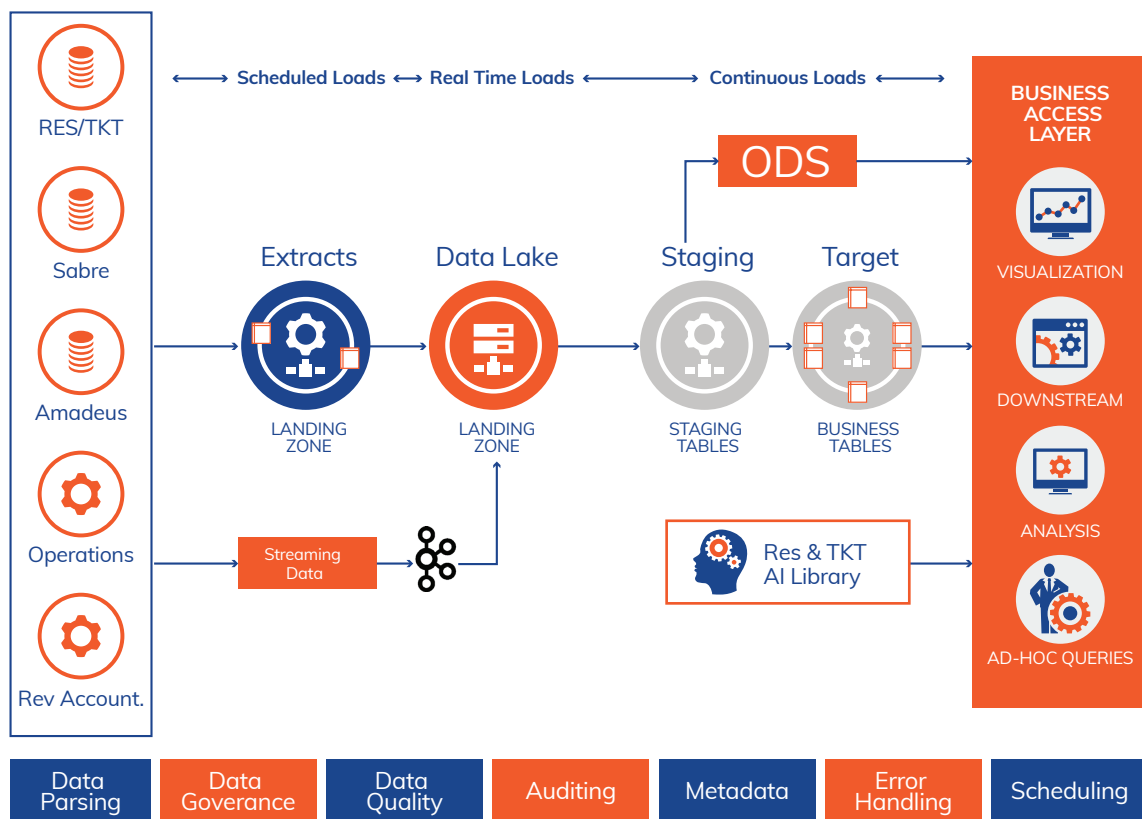 Scheduled Loads
Real Time Loads
Continuous Loads
RES/TKT
Sabre
Amadeus
Operations
Rev Account.
Extracts
LANDING
ZONE
Data Lake
LANDING
ZONE
Streaming
Data
ODS
Staging
STAGING
TABLES
Target
BUSINESS
TABLES
Res & TKT
AI Library
BUSINESS
ACCESS
LAYER
VISUALIZATION
DOWNSTREAM
ANALYSIS
AD-HOC QUERIES
Data
Parsing
Data
Goverance
Data
Quality
Auditing
Metadata
Error
Handling
Scheduling